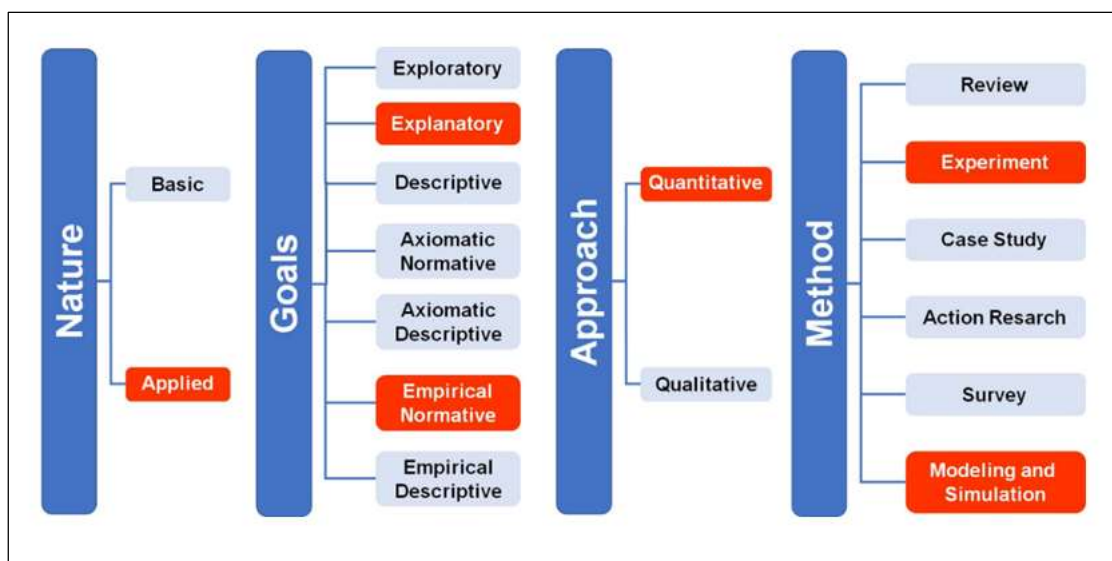 Nature
Basic
Applied
Goals
Exploratory
Explanatory
Descriptive
Axiomatic
Normative
Axiomatic
Descriptive
Empirical
Normative
Empirical
Descriptive
Approach
Quantitative
Qualitative
Method
Review
Experiment
Case Study
Action Resarch
Survey
Modeling and
Simulation